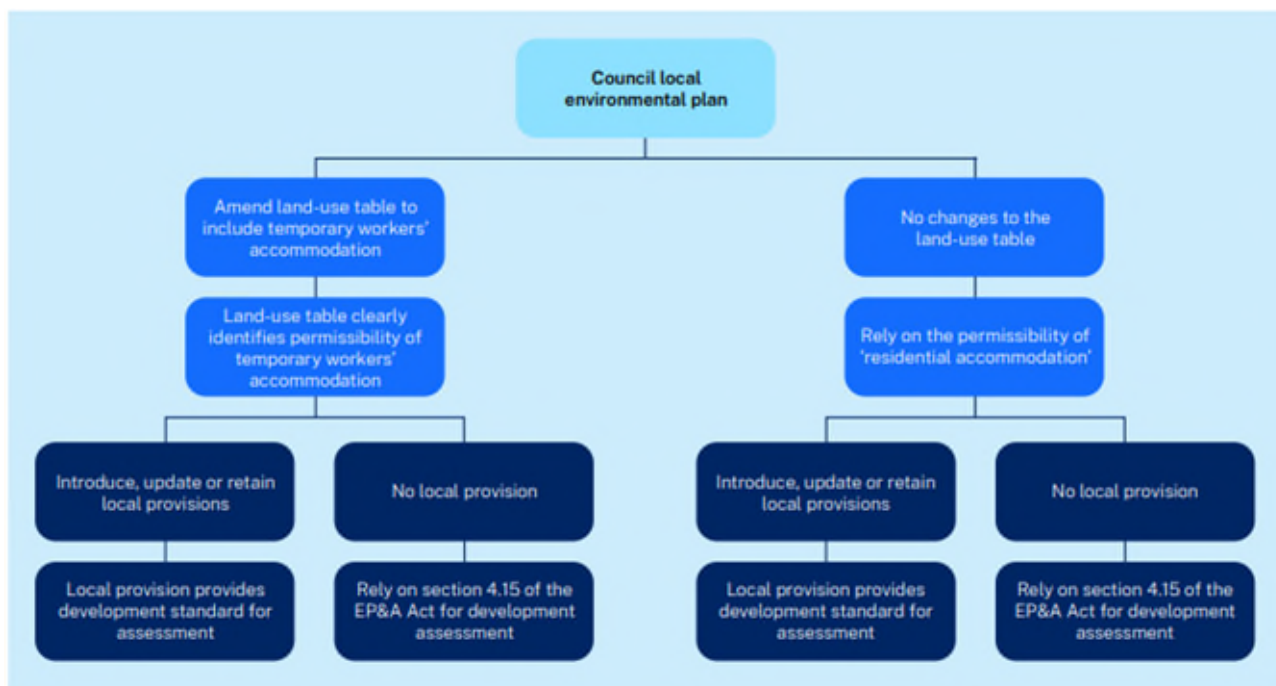 Council local
environmental plan
Amend land-use table to
include temporary workers'
accommodation
No changes to the
land-use table
Land-use table clearly
identifies permissibility of
temporary workers'
accommodation
Rely on the permissibility of
'residential accommodation'
Introduce, update or retain
local provisions
No local provision
Introduce, update or retain
local provisions
No local provision
Local provision provides
development standard for
assessment
Rely on section 4.15 of the
EP&A Act for development
assessment
Local provision provides
development standard for
assessment
Rely on section 4.15 of the
EP&A Act for development
assessment